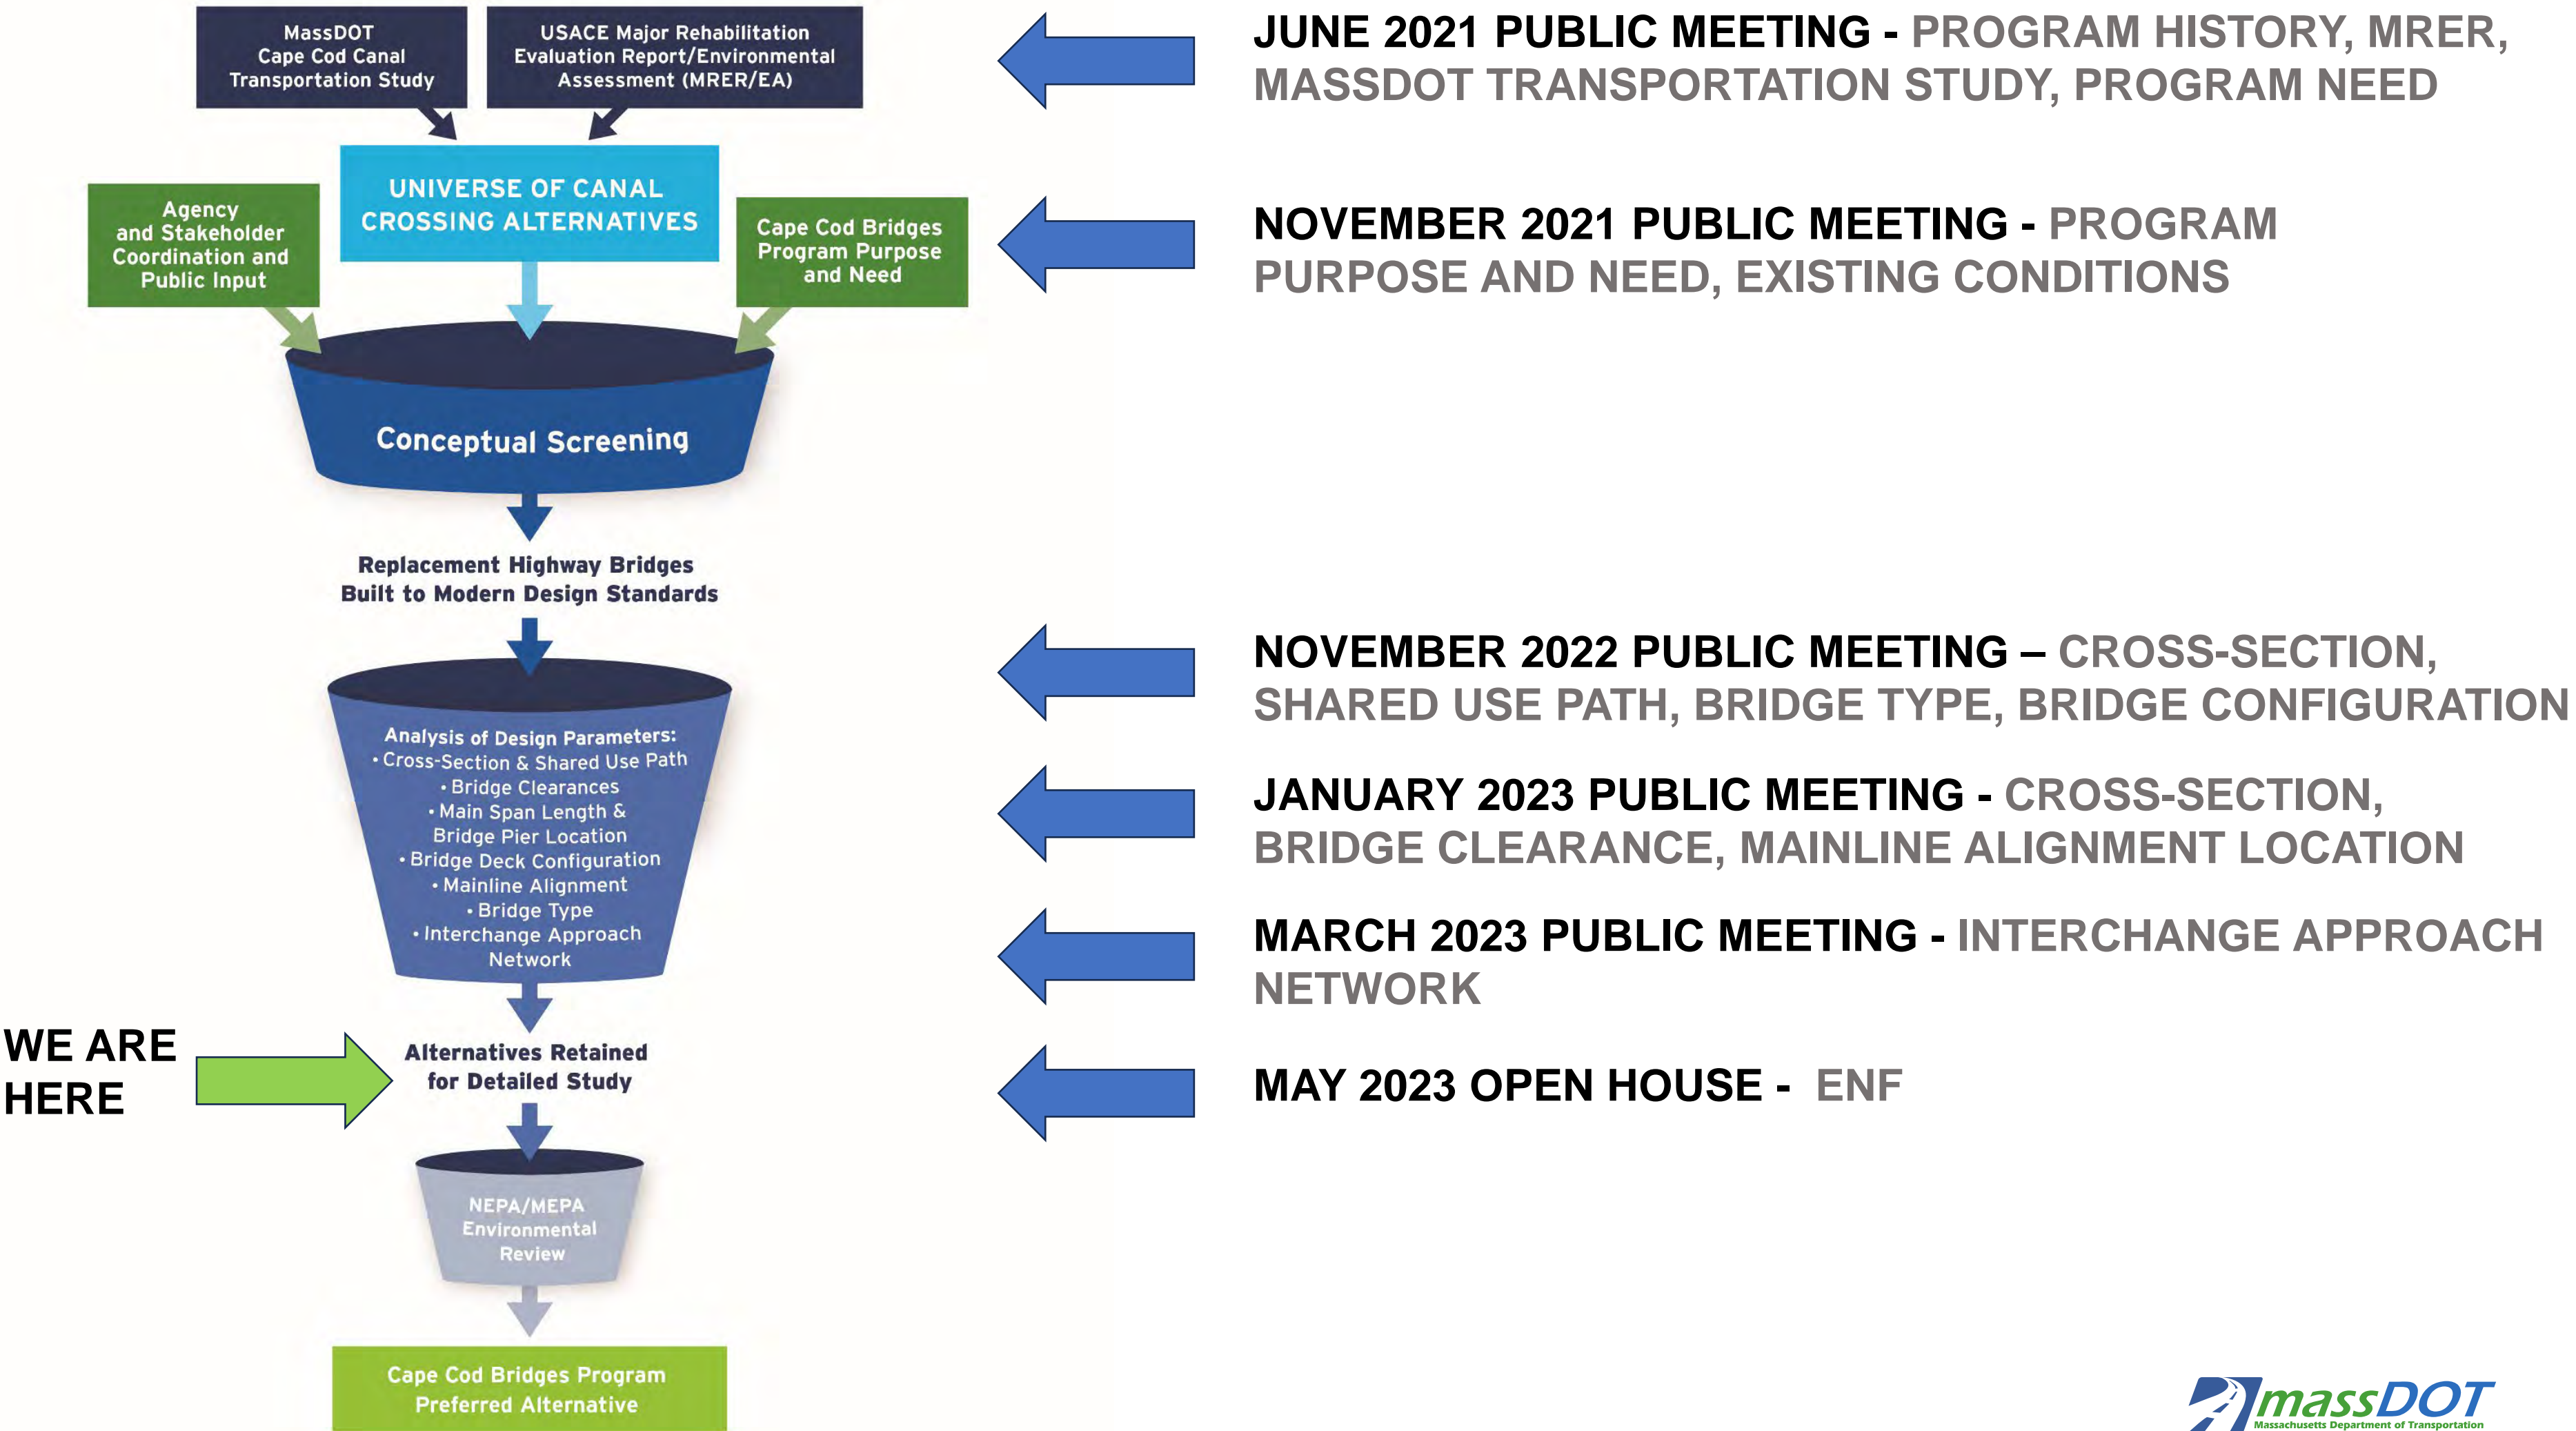 MassDOT
Cape Cod Canal
Transportation Study
USACE Major Rehabilitation
Evaluation Report/Environmental
Assessment (MRER/EA)
JUNE 2021 PUBLIC MEETING - PROGRAM HISTORY, MRER,
MASSDOT TRANSPORTATION STUDY, PROGRAM NEED
UNIVERSE OF CANAL
CROSSING ALTERNATIVES
Agency
and Stakeholder
Coordination and
Public Input
Cape Cod Bridges
Program Purpose
and Need
NOVEMBER 2021 PUBLIC MEETING - PROGRAM
PURPOSE AND NEED, EXISTING CONDITIONS
Conceptual Screening
Replacement Highway Bridges
Built to Modern Design Standards
NOVEMBER 2022 PUBLIC MEETING – CROSS-SECTION,
SHARED USE PATH, BRIDGE TYPE, BRIDGE CONFIGURATION
Analysis of Design Parameters:
• Cross-Section & Shared Use Path
• Bridge Clearances
• Main Span Length &
Bridge Pier Location
• Bridge Deck Configuration
• Mainline Alignment
• Bridge Type
• Interchange Approach
Network
JANUARY 2023 PUBLIC MEETING - CROSS-SECTION,
BRIDGE CLEARANCE, MAINLINE ALIGNMENT LOCATION
MARCH 2023 PUBLIC MEETING - INTERCHANGE APPROACH
NETWORK
WE ARE
HERE
Alternatives Retained
for Detailed Study
MAY 2023 OPEN HOUSE - ENF
NEPA/MEPA
Environmental
Review
Cape Cod Bridges Program
Preferred Alternative
massDOT
Massachusetts Department of Transportation